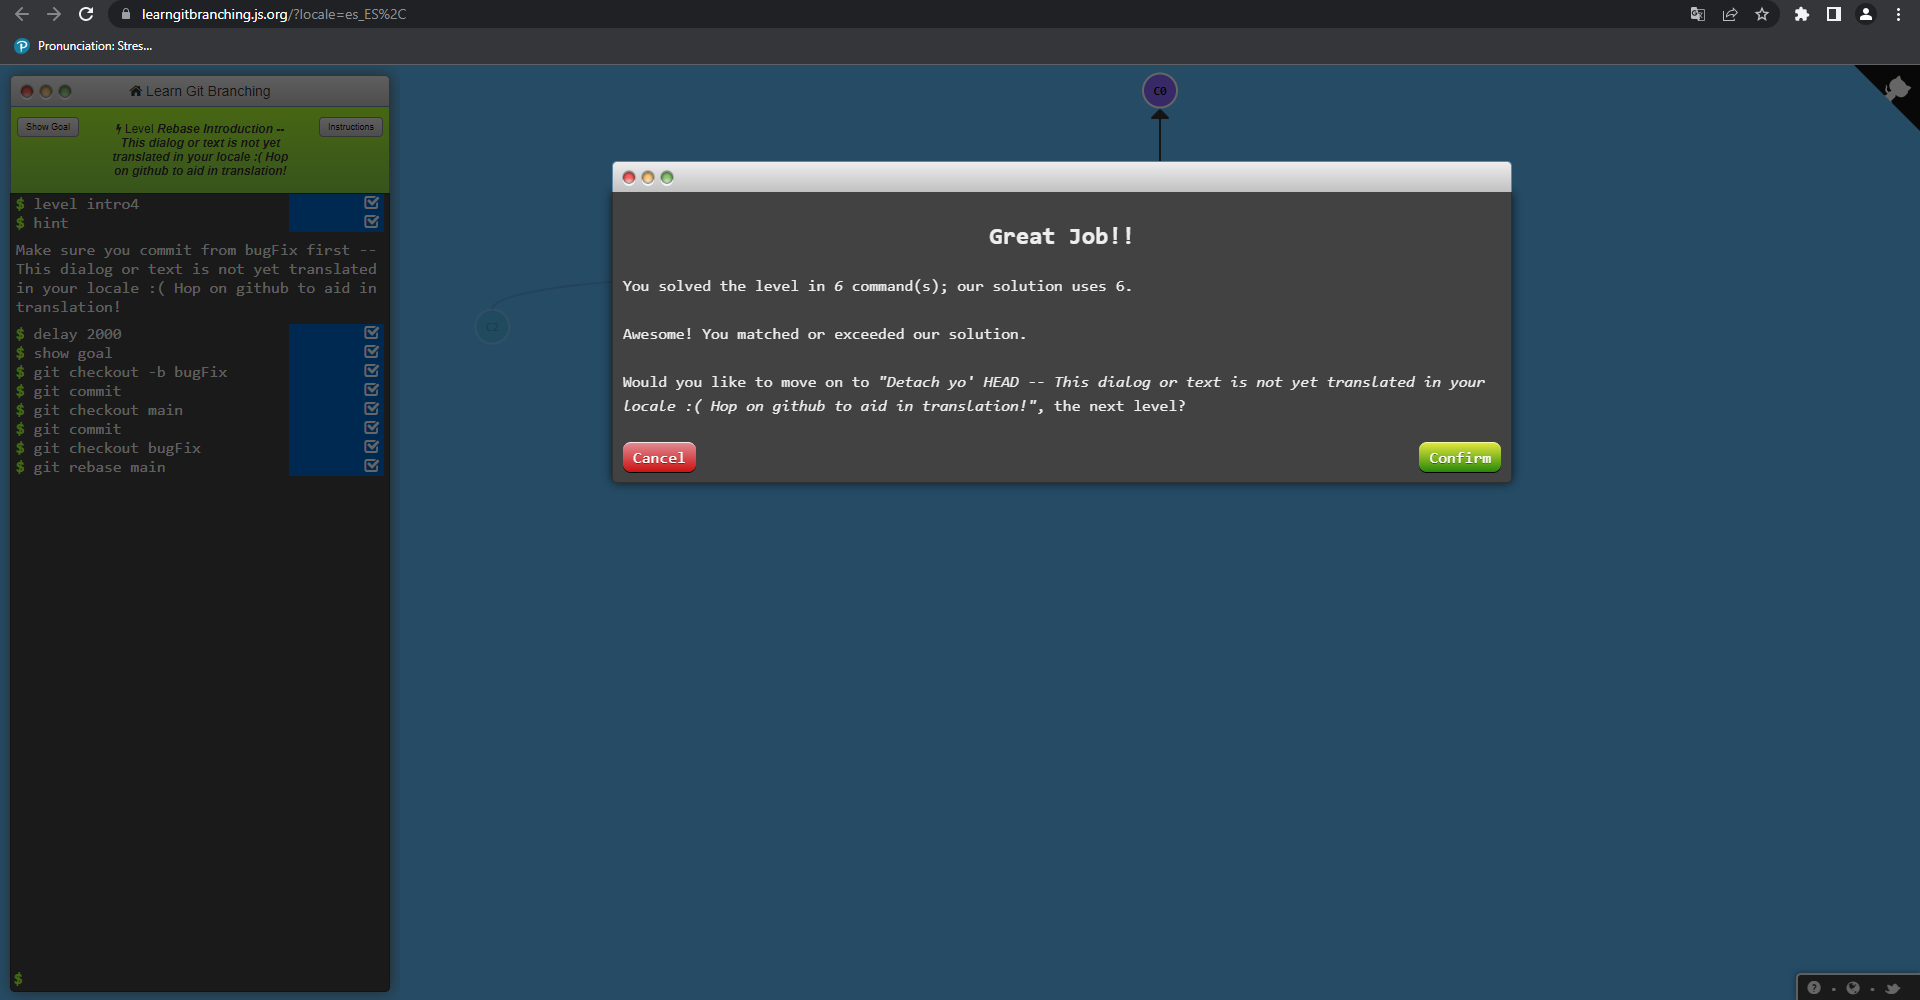 learngitbranching.js.org/?locale=es_ES%2C
Pronunciation: Stres...
Learn Git Branching
Show Goal
Level Rebase Introduction --
This dialog or text is not yet
translated in your locale :( Hop
on github to aid in translation!
Instructions
$ level intro4
$ hint
Make sure you commit from bugFix first --
This dialog or text is not yet translated
in your locale :( Hop on github to aid in
translation!
$ delay 2000
$ show goal
$ git checkout -b bugFix
$ git commit
$ git checkout main
$ git commit
$ git checkout bugFix
$ git rebase main
$
C0
C2
Great Job!!
You solved the level in 6 command(s); our solution uses 6.
Awesome! You matched or exceeded our solution.
Would you like to move on to "Detach yo' HEAD -- This dialog or text is not yet translated in your
locale :( Hop on github to aid in translation!", the next level?
Cancel
Confirm